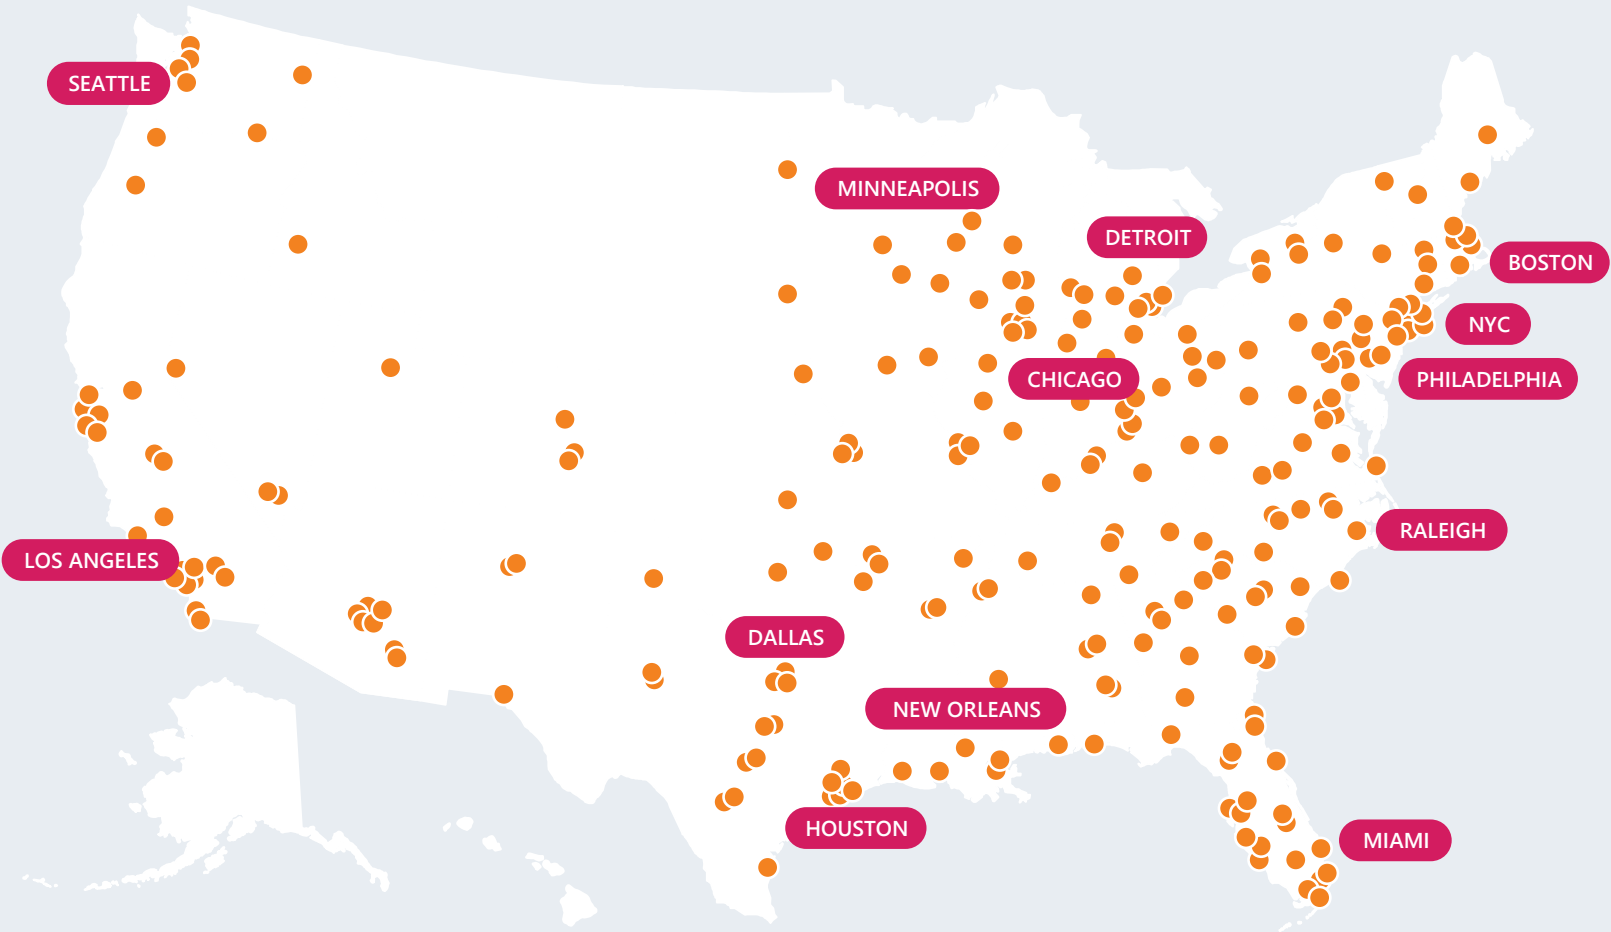 SEATTLE
MINNEAPOLIS
DETROIT
BOSTON
NYC
CHICAGO
PHILADELPHIA
RALEIGH
LOS ANGELES
DALLAS
NEW ORLEANS
HOUSTON
MIAMI